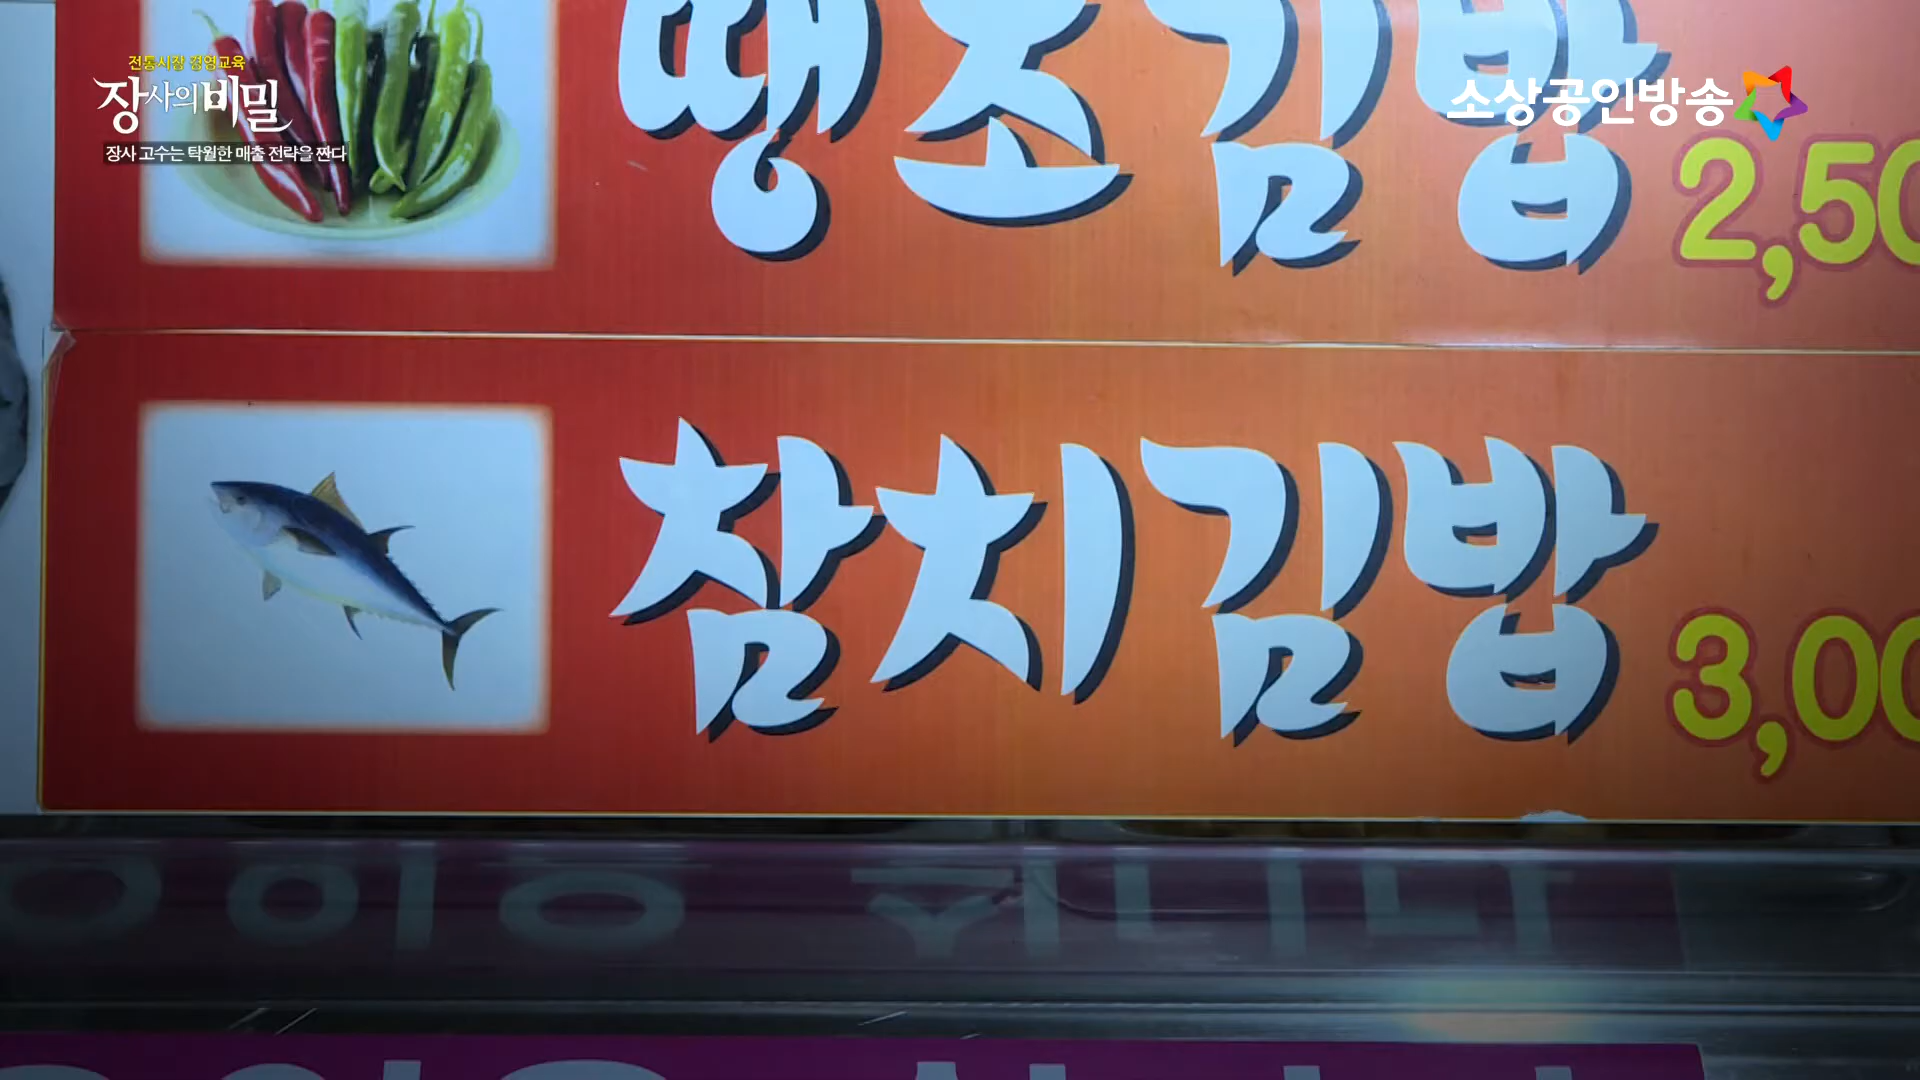 전통시장 경영교육
장사의비밀
장사 고수는 탁월한 매출 전략을 짠다
소상공인방송
땡초김밥
2,50
참치김밥
3,00